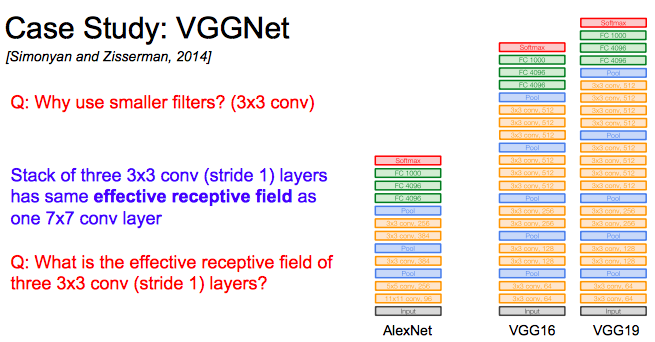 Case Study: VGGNet
[Simonyan and Zisserman, 2014]
Q: Why use smaller filters? (3x3 conv)
Stack of three 3x3 conv (stride 1) layers
has same effective receptive field as
one 7x7 conv layer
Q: What is the effective receptive field of
three 3x3 conv (stride 1) layers?
Softmax
FC 1000
FC 4096
FC 4096
Pool
3x3 conv, 256
3x3 conv, 384
Pool
3x3 conv, 384
Pool
5x5 conv, 256
11x11 conv, 96
Input
AlexNet
Softmax
FC 1000
FC 4096
FC 4096
Pool
3x3 conv, 512
3x3 conv, 512
3x3 conv, 512
Pool
3x3 conv, 512
3x3 conv, 512
3x3 conv, 512
Pool
3x3 conv, 256
3x3 conv, 256
Pool
3x3 conv, 128
3x3 conv, 128
Pool
3x3 conv, 64
3x3 conv, 64
Input
VGG16
Softmax
FC 1000
FC 4096
FC 4096
Pool
3x3 conv, 512
3x3 conv, 512
3x3 conv, 512
3x3 conv, 512
Pool
3x3 conv, 512
3x3 conv, 512
3x3 conv, 512
3x3 conv, 512
Pool
3x3 conv, 256
3x3 conv, 256
Pool
3x3 conv, 128
3x3 conv, 128
Pool
3x3 conv, 64
3x3 conv, 64
Input
VGG19